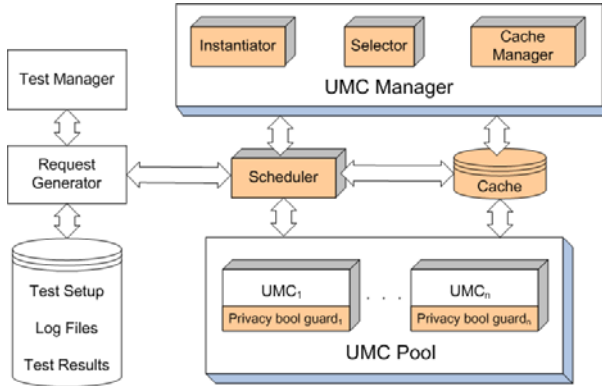 Instantiator
Selector
Cache
Manager
UMC Manager
Test Manager
Request
Generator
Scheduler
Cache
Test Setup
Log Files
Test Results
UMC₁
Privacy bool guard₁
. . .
UMCₙ
Privacy bool guardₙ
UMC Pool